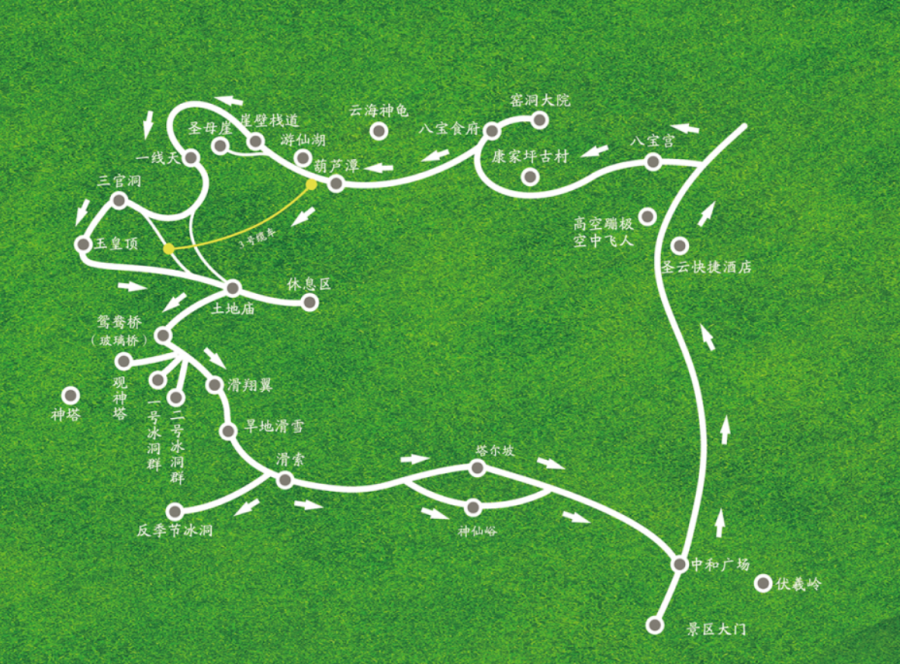 窑洞大院
云海神龟
八宝食府
崖壁栈道
圣母崖
游仙湖
八宝宫
一线天
葫芦潭
康家坪古村
三官洞
高空蹦极
空中飞人
玉皇顶
1号缆车
圣云快捷酒店
休息区
土地庙
鸳鸯桥
(玻璃桥)
滑翔翼
观神塔
神塔
一号冰洞群
二号冰洞群
旱地滑雪
滑索
塔尔坡
反季节冰洞
神仙峪
中和广场
伏羲岭
景区大门